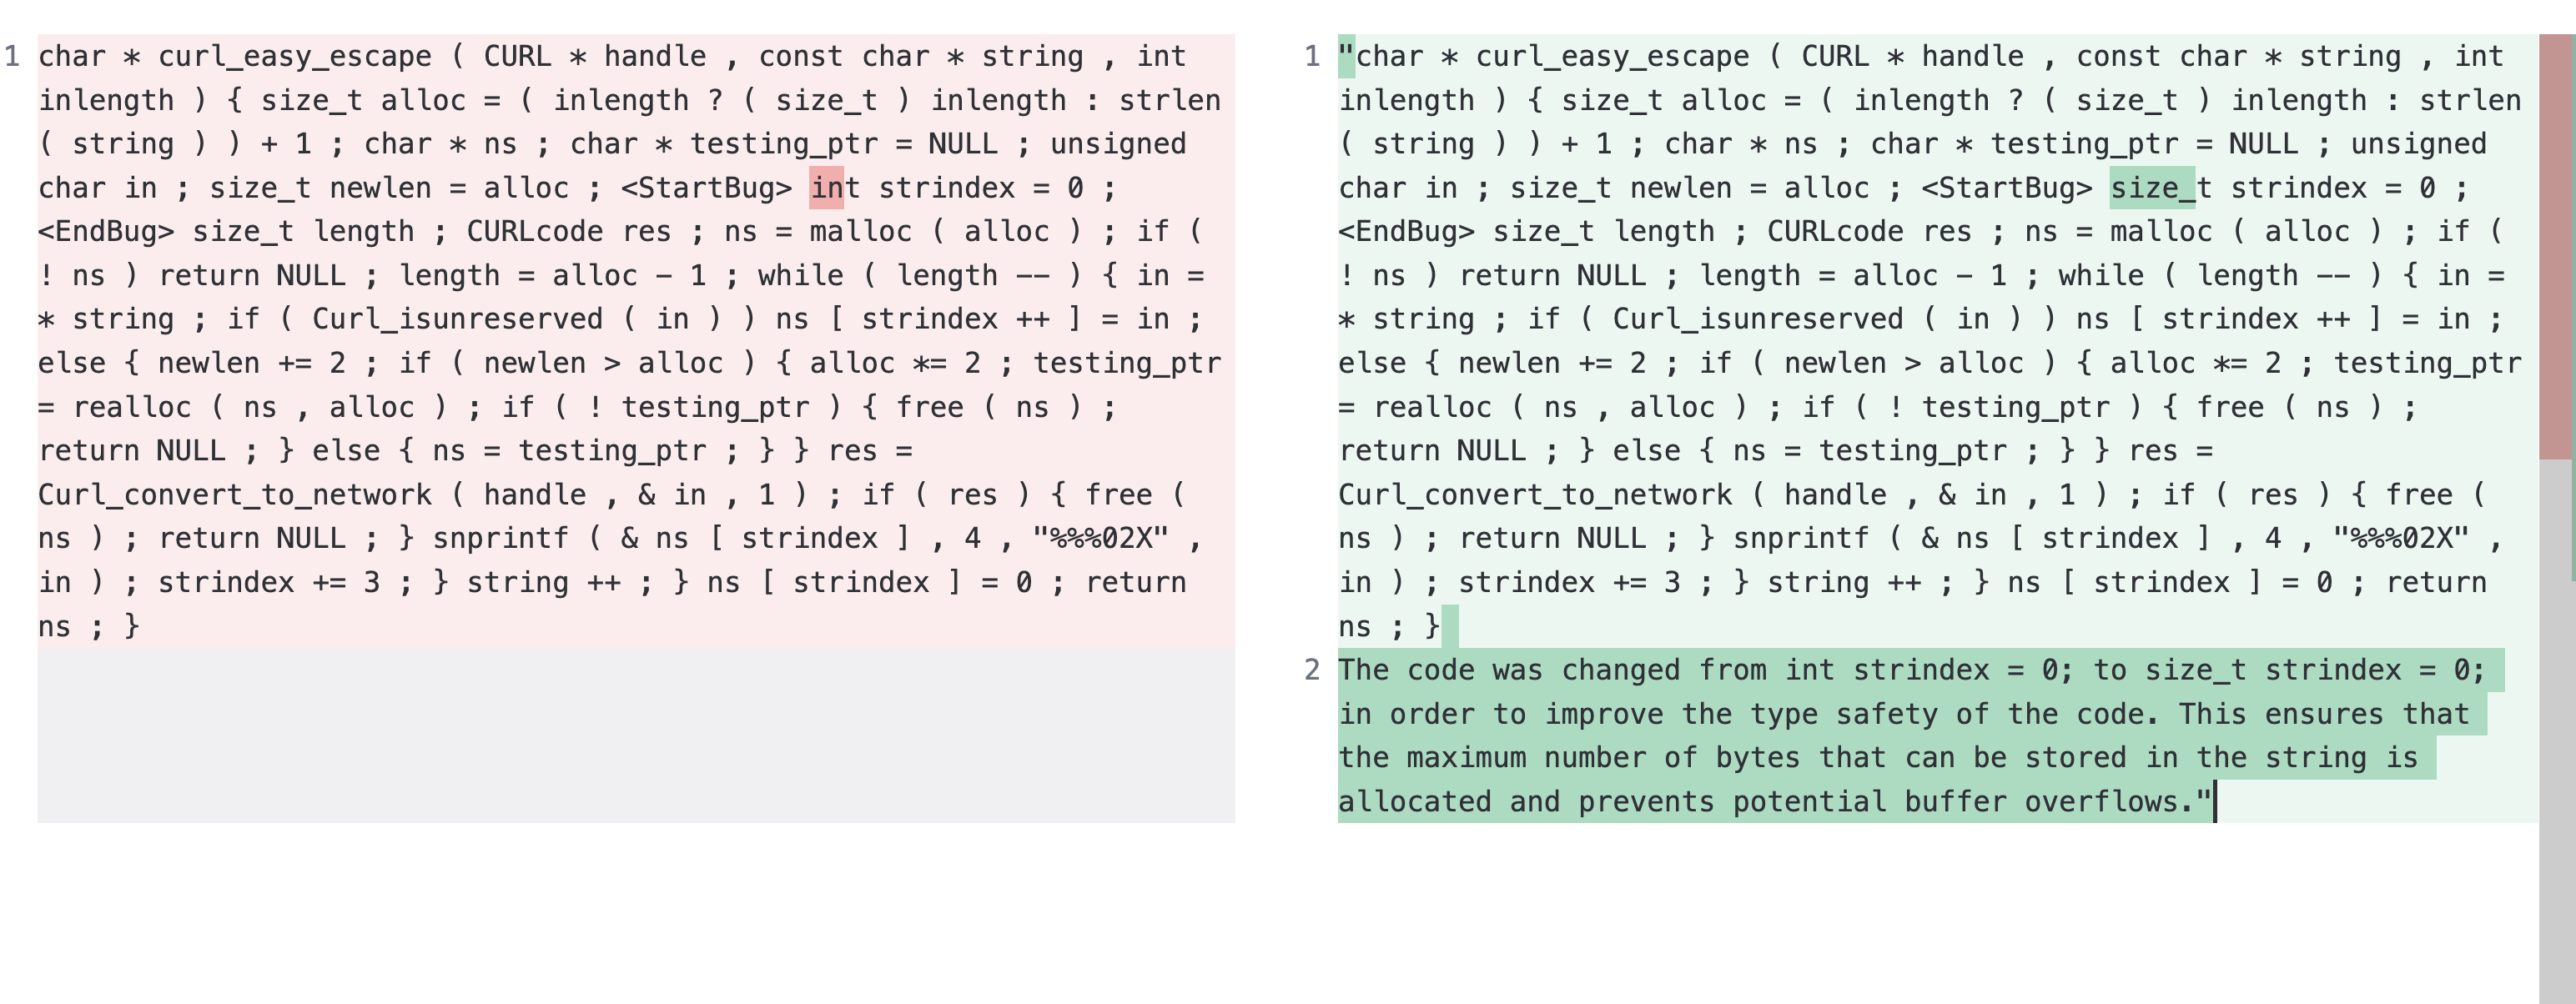 1 char * curl_easy_escape ( CURL * handle , const char * string , int
inlength ) { size_t alloc = ( inlength ? ( size_t ) inlength : strlen
( string ) ) + 1 ; char * ns ; char * testing_ptr = NULL ; unsigned
char in ; size_t newlen = alloc ; <StartBug> int strindex = 0 ;
<EndBug> size_t length ; CURLcode res ; ns = malloc ( alloc ) ; if (
! ns ) return NULL ; length = alloc - 1 ; while ( length -- ) { in =
* string ; if ( Curl_isunreserved ( in ) ) ns [ strindex ++ ] = in ;
else { newlen += 2 ; if ( newlen > alloc ) { alloc *= 2 ; testing_ptr
= realloc ( ns , alloc ) ; if ( ! testing_ptr ) { free ( ns ) ;
return NULL ; } else { ns = testing_ptr ; } } res =
Curl_convert_to_network ( handle , & in , 1 ) ; if ( res ) { free (
ns ) ; return NULL ; } snprintf ( & ns [ strindex ] , 4 , "%%%02X" ,
in ) ; strindex += 3 ; } string ++ ; } ns [ strindex ] = 0 ; return
ns ; }
1 "char * curl_easy_escape ( CURL * handle , const char * string , int
inlength ) { size_t alloc = ( inlength ? ( size_t ) inlength : strlen
( string ) ) + 1 ; char * ns ; char * testing_ptr = NULL ; unsigned
char in ; size_t newlen = alloc ; <StartBug> size_t strindex = 0 ;
<EndBug> size_t length ; CURLcode res ; ns = malloc ( alloc ) ; if (
! ns ) return NULL ; length = alloc - 1 ; while ( length -- ) { in =
* string ; if ( Curl_isunreserved ( in ) ) ns [ strindex ++ ] = in ;
else { newlen += 2 ; if ( newlen > alloc ) { alloc *= 2 ; testing_ptr
= realloc ( ns , alloc ) ; if ( ! testing_ptr ) { free ( ns ) ;
return NULL ; } else { ns = testing_ptr ; } } res =
Curl_convert_to_network ( handle , & in , 1 ) ; if ( res ) { free (
ns ) ; return NULL ; } snprintf ( & ns [ strindex ] , 4 , "%%%02X" ,
in ) ; strindex += 3 ; } string ++ ; } ns [ strindex ] = 0 ; return
ns ; }
2 The code was changed from int strindex = 0; to size_t strindex = 0;
in order to improve the type safety of the code. This ensures that
the maximum number of bytes that can be stored in the string is
allocated and prevents potential buffer overflows."